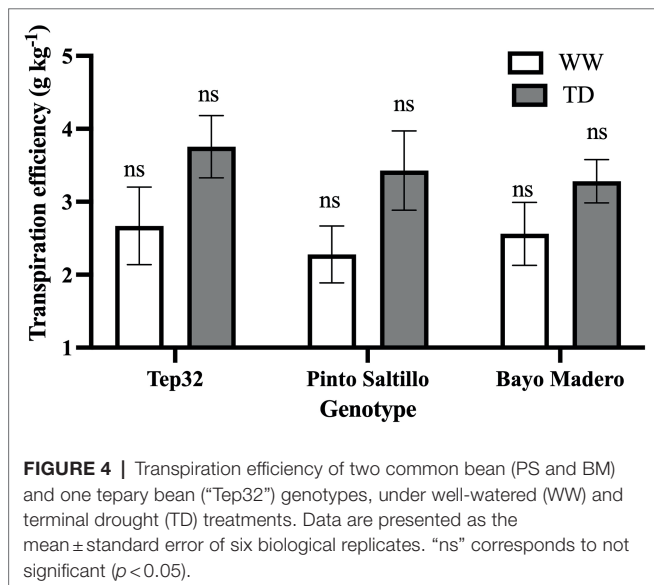 Transpiration efficiency (g kg⁻¹)
5
4
3
2
1
WW
TD
ns
ns
ns
ns
ns
ns
Tep32
Pinto Saltillo
Bayo Madero
Genotype
FIGURE 4 | Transpiration efficiency of two common bean (PS and BM)
and one tepary bean (“Tep32”) genotypes, under well-watered (WW) and
terminal drought (TD) treatments. Data are presented as the
mean ± standard error of six biological replicates. “ns” corresponds to not
significant (p < 0.05).